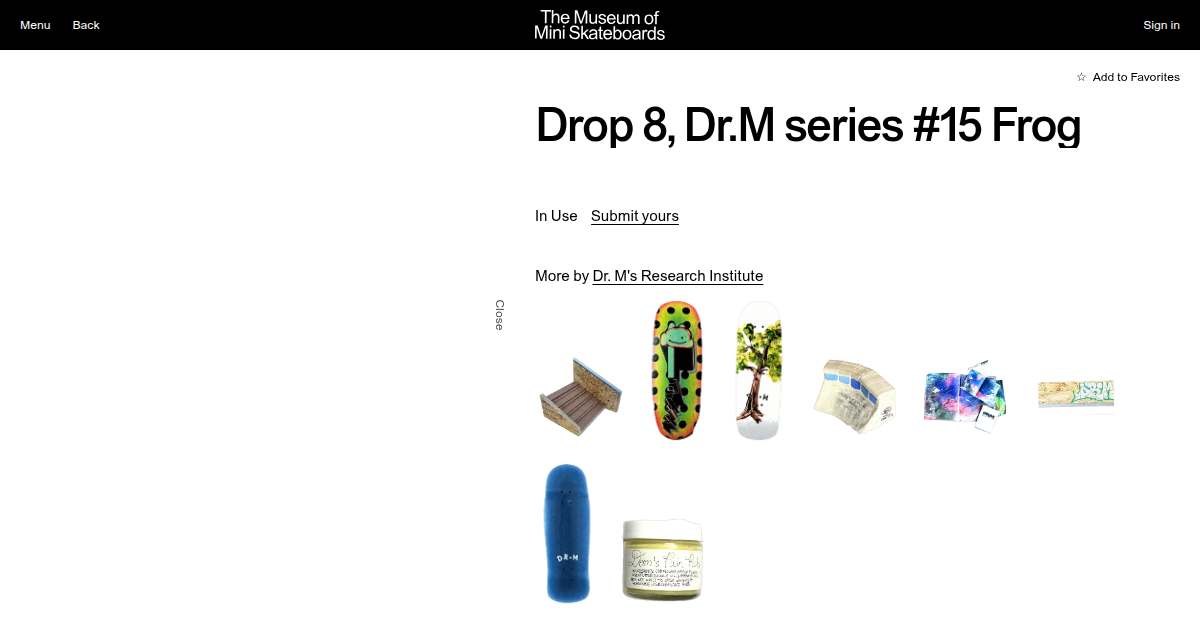 Menu
Back
The Museum of
Mini Skateboards
Sign in
☆ Add to Favorites
Drop 8, Dr.M series #15 Frog
In Use Submit yours
More by Dr. M's Research Institute
Close
DR•M